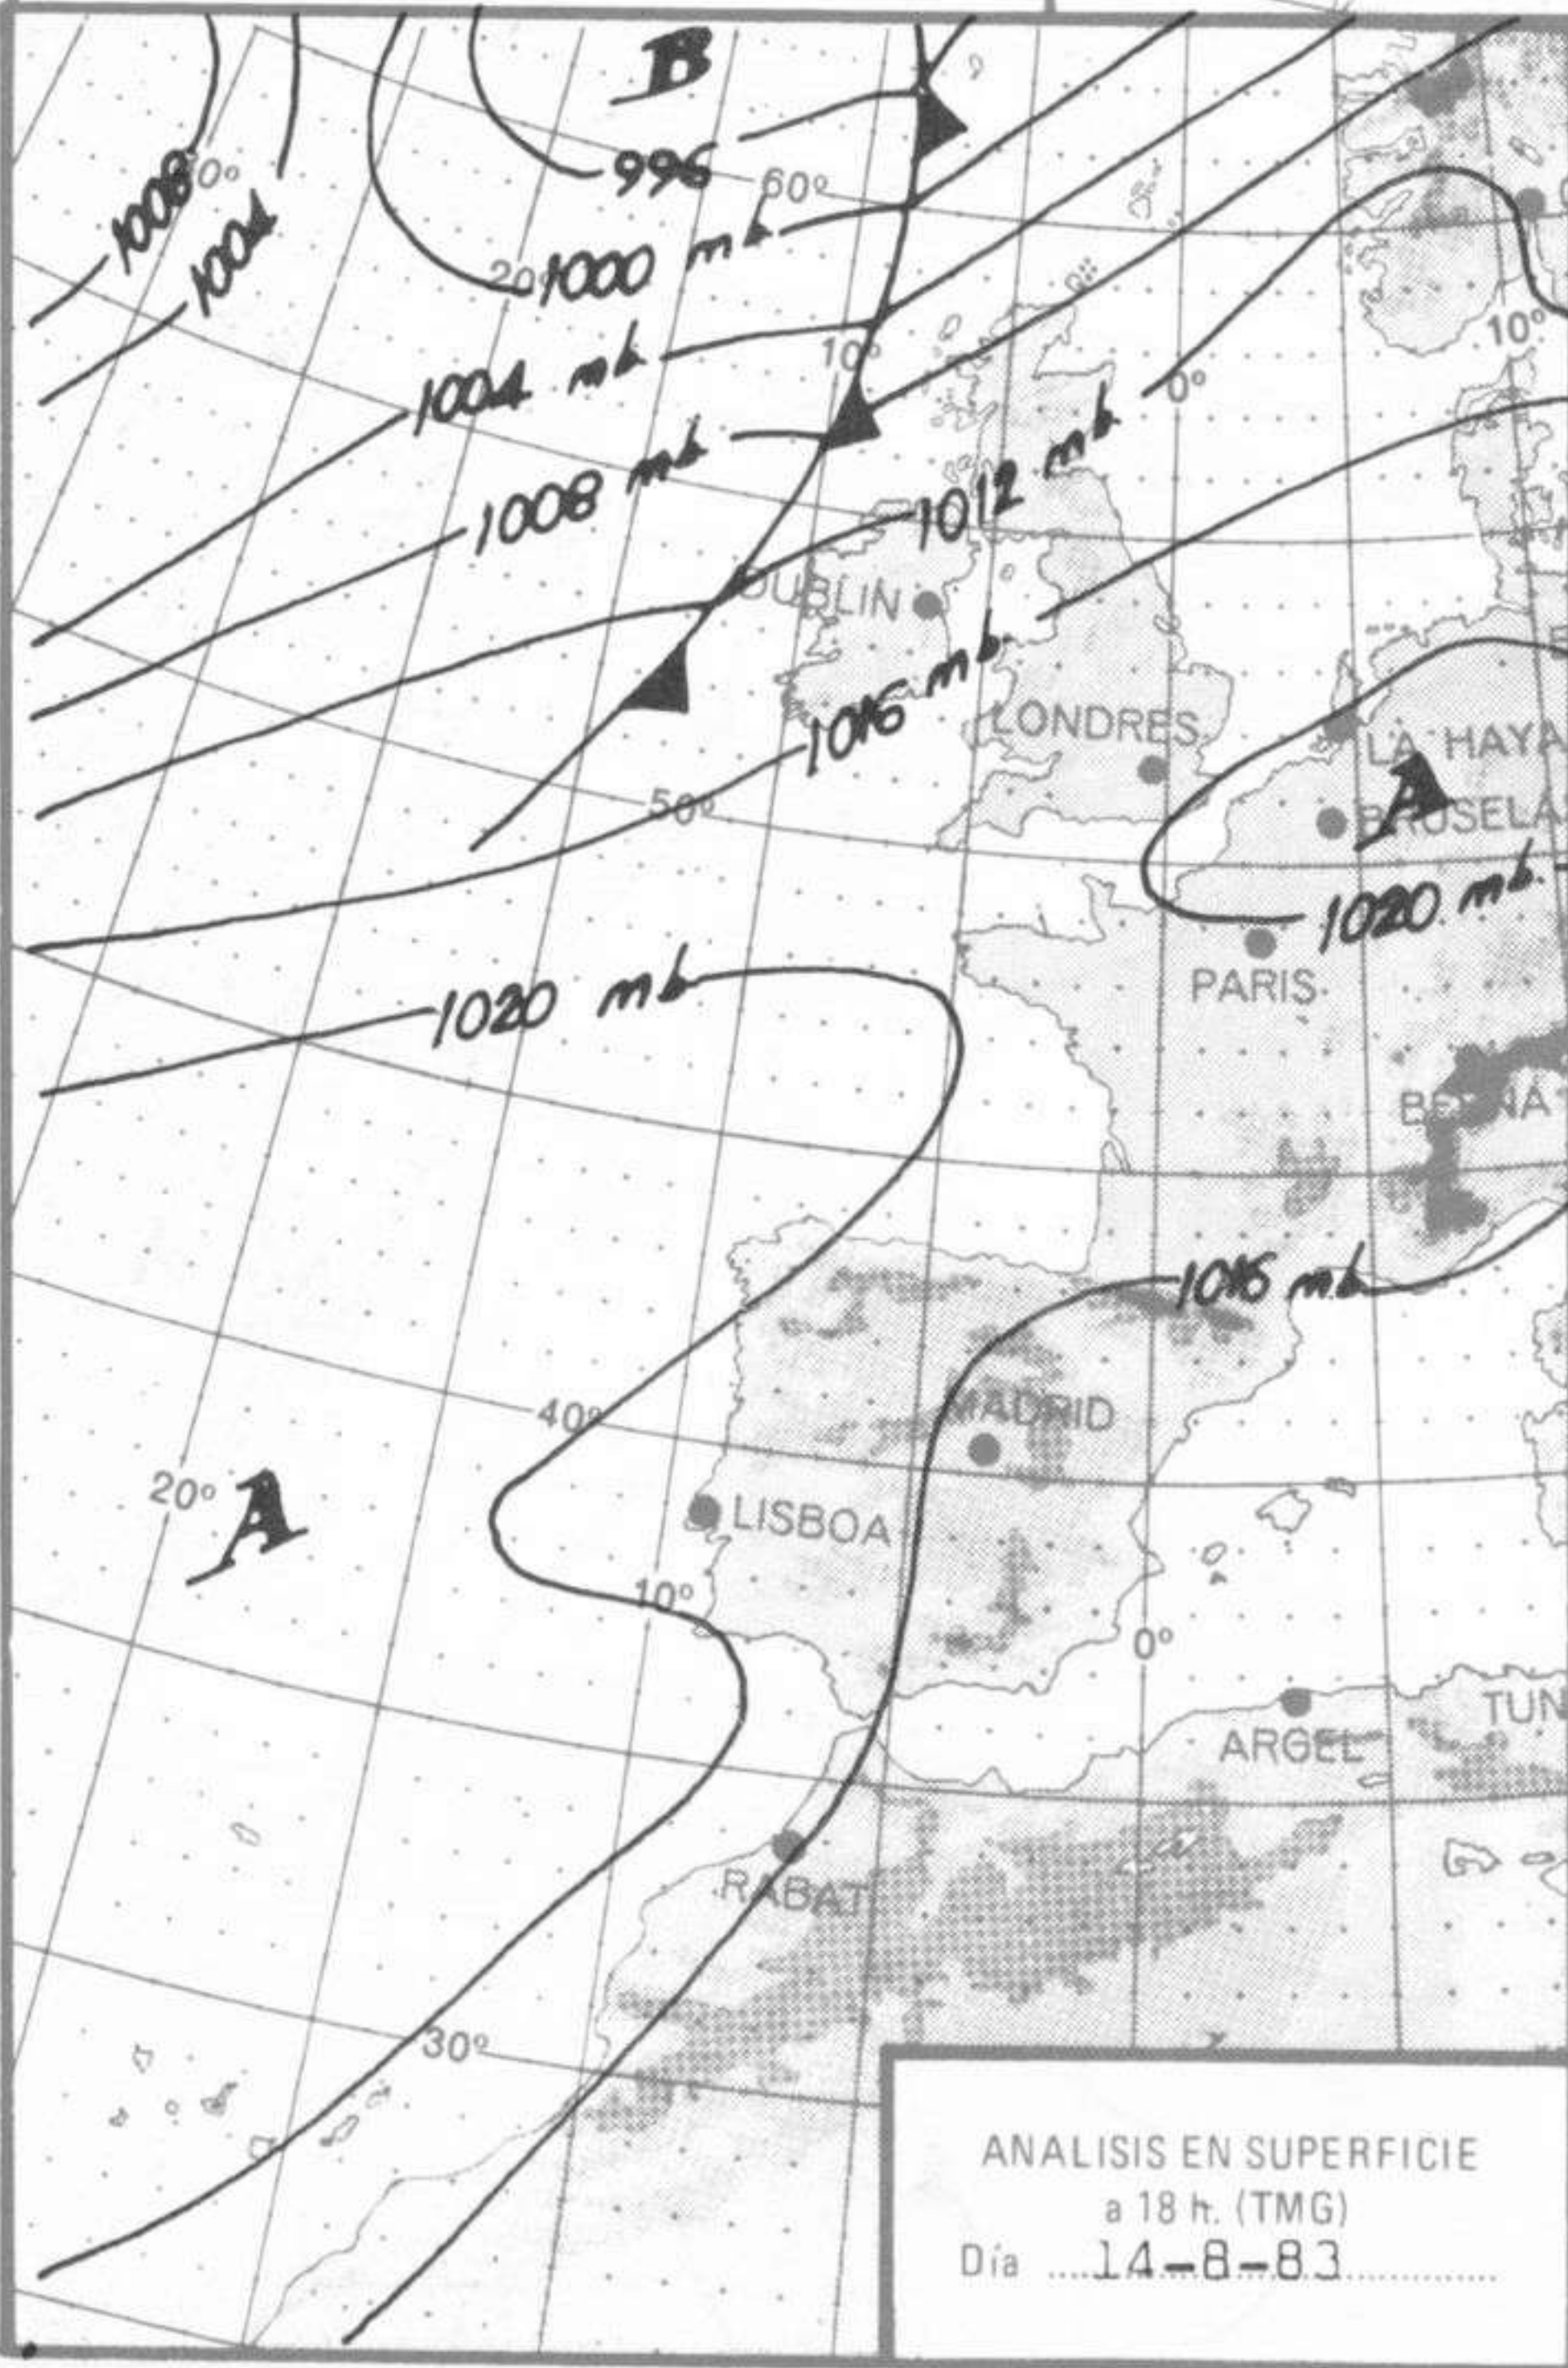 B
1008
1004
996
60º
20º
1000 mb
1004 mb
10º
10º
0º
1008 mb
1012 mb
DUBLIN
1016 mb
LONDRES
LA HAYA
50º
A
BRUSELA
1020 mb
1020 mb
PARIS
BERNA
1016 mb
40º
MADRID
20º
A
LISBOA
10º
0º
ARGEL
TUN
RABAT
30º
ANALISIS EN SUPERFICIE
a 18 h. (TMG)
Día 14-8-83